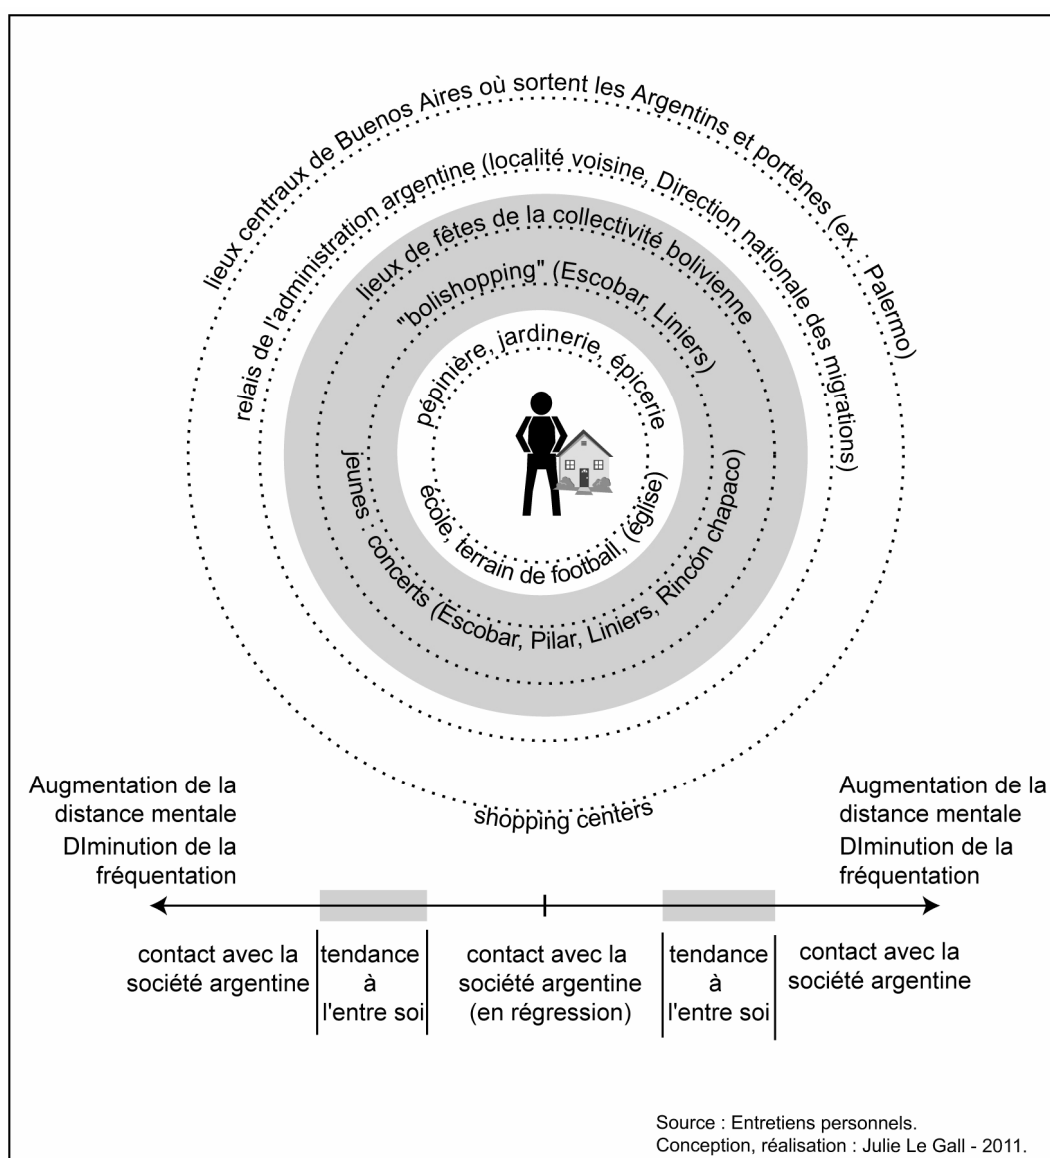 lieux centraux de Buenos Aires où sortent les Argentins et portènes (ex. : Palermo)
relais de l'administration argentine (localité voisine, Direction nationale des migrations)
lieux de fêtes de la collectivité bolivienne
"bolishopping" (Escobar, Liniers)
pépinière, jardinerie, épicerie
école, terrain de football, (église)
jeunes : concerts (Escobar, Pilar, Liniers, Rincón chapaco)
shopping centers
Augmentation de la
distance mentale
DIminution de la
fréquentation
Augmentation de la
distance mentale
DIminution de la
fréquentation
contact avec la
société argentine
tendance
à
l'entre soi
contact avec la
société argentine
(en régression)
tendance
à
l'entre soi
contact avec la
société argentine
Source : Entretiens personnels.
Conception, réalisation : Julie Le Gall - 2011.